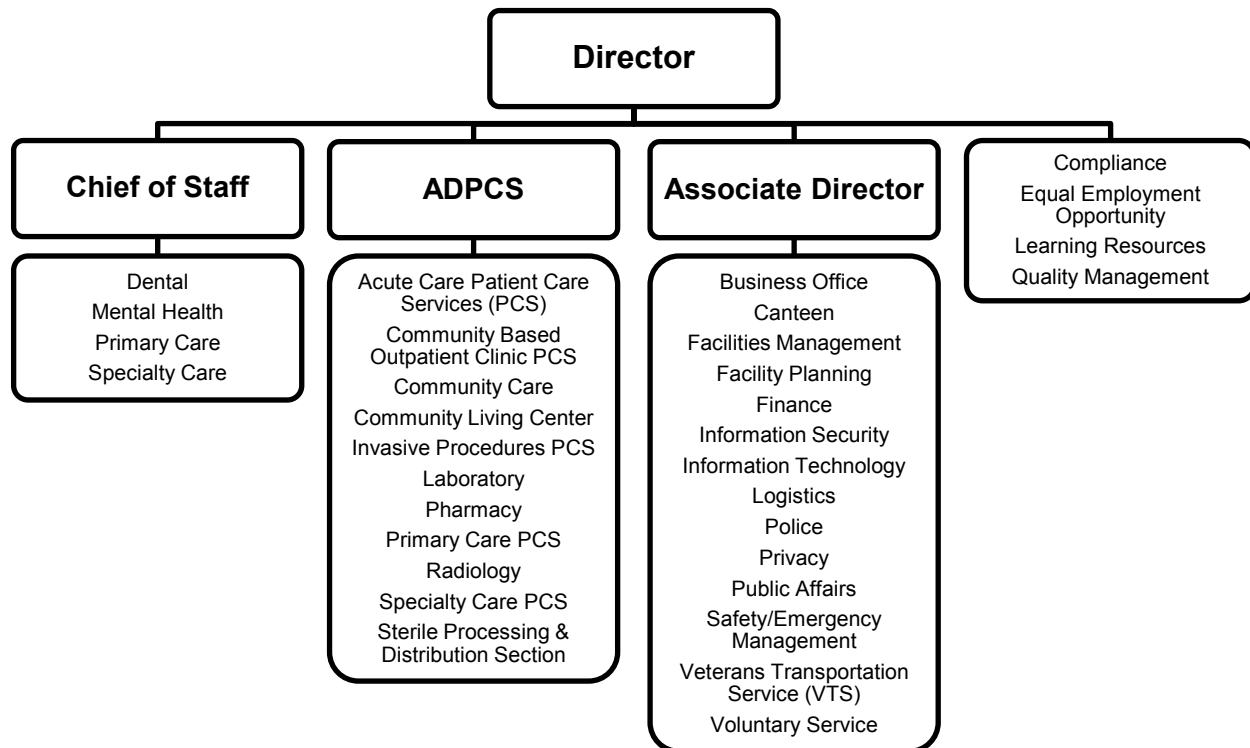 Director
Chief of Staff
ADPCS
Associate Director
Compliance
Equal Employment
Opportunity
Learning Resources
Quality Management
Dental
Mental Health
Primary Care
Specialty Care
Acute Care Patient Care
Services (PCS)
Community Based
Outpatient Clinic PCS
Community Care
Community Living Center
Invasive Procedures PCS
Laboratory
Pharmacy
Primary Care PCS
Radiology
Specialty Care PCS
Sterile Processing &
Distribution Section
Business Office
Canteen
Facilities Management
Facility Planning
Finance
Information Security
Information Technology
Logistics
Police
Privacy
Public Affairs
Safety/Emergency
Management
Veterans Transportation
Service (VTS)
Voluntary Service